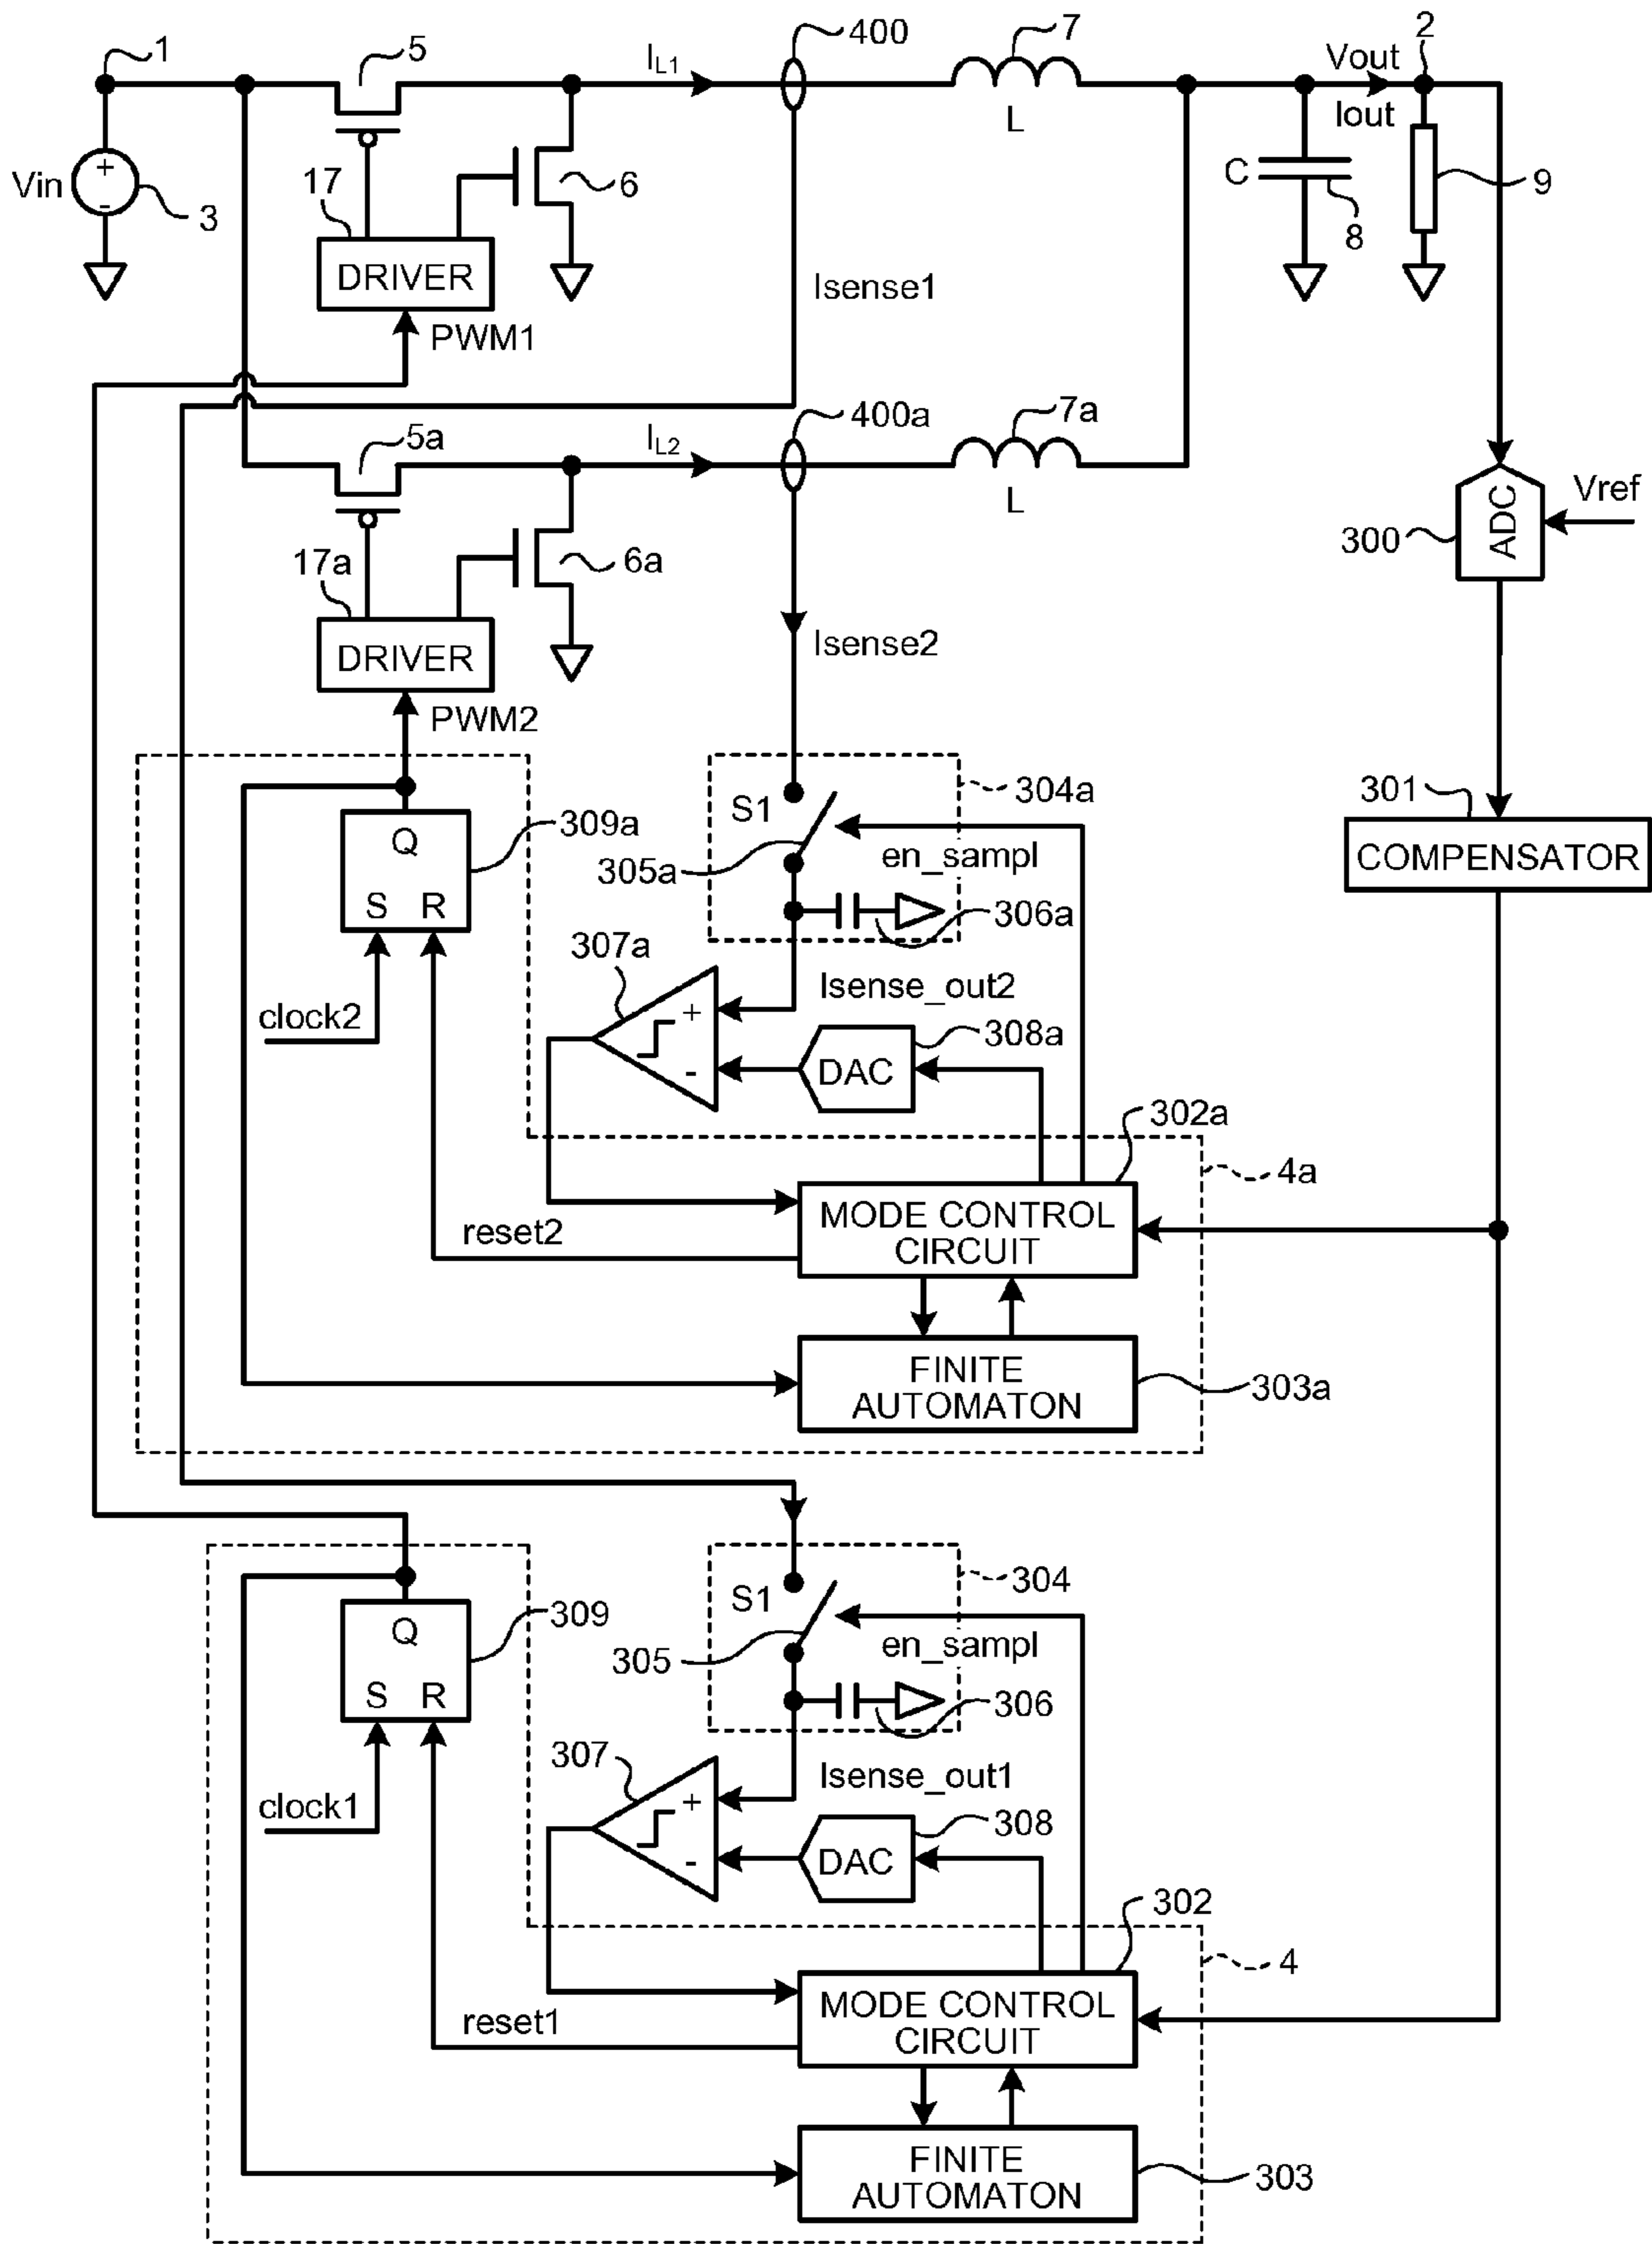 1
5
IL1
400
7
2
Vout
L
Iout
Vin
+
-
3
17
6
C
8
9
DRIVER
Isense1
PWM1
5a
IL2
400a
7a
L
300
ADC
Vref
17a
6a
DRIVER
Isense2
PWM2
S1
304a
301
Q
309a
305a
en_sampl
COMPENSATOR
S R
306a
307a
clock2
+
-
Isense_out2
DAC
308a
302a
4a
reset2
MODE CONTROL
CIRCUIT
FINITE
AUTOMATON
303a
S1
304
Q
309
305
en_sampl
S R
306
307
clock1
+
-
Isense_out1
DAC
308
302
4
reset1
MODE CONTROL
CIRCUIT
FINITE
AUTOMATON
303